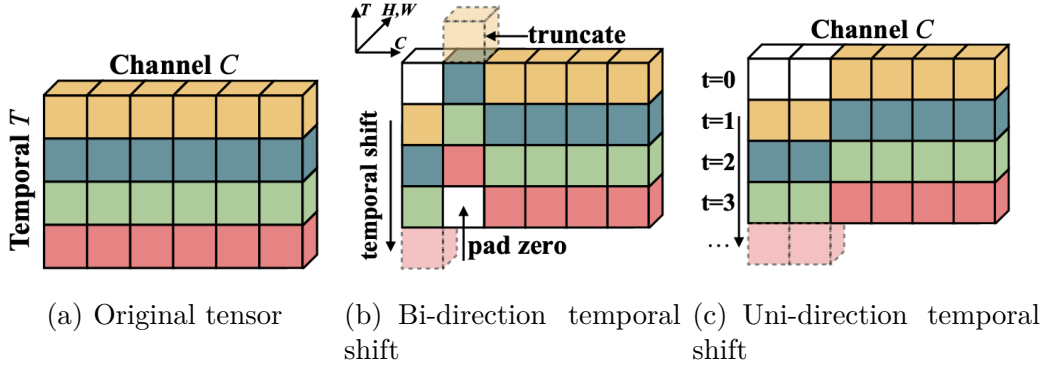 Channel C
Temporal T
(a) Original tensor
T
H,W
C
truncate
temporal shift
pad zero
(b) Bi-direction temporal
shift
Channel C
t=0
t=1
t=2
t=3
...
(c) Uni-direction temporal
shift